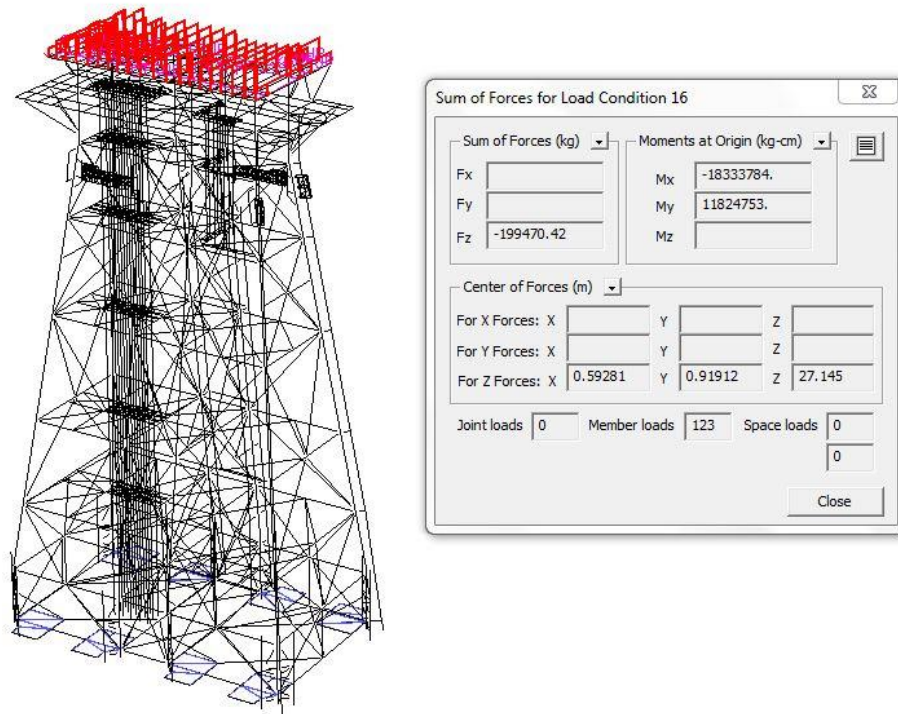 Sum of Forces for Load Condition 16
Sum of Forces (kg)
Fx
Fy
Fz -199470.42
Moments at Origin (kg-cm)
Mx -18333784.
My 11824753.
Mz
Center of Forces (m)
For X Forces: X Y Z
For Y Forces: X Y Z
For Z Forces: X 0.59281 Y 0.91912 Z 27.145
Joint loads 0 Member loads 123 Space loads 0
0
Close